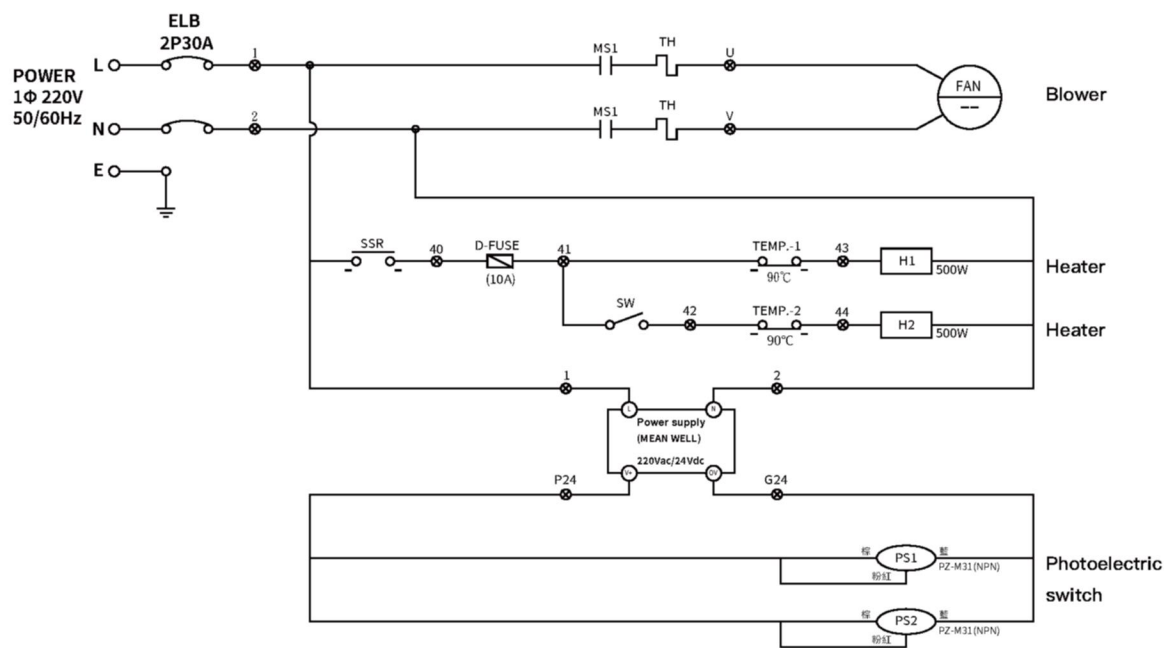 ELB
2P30A
L
1
MS1
TH
U
FAN
--
Blower
POWER
1Φ 220V
50/60Hz
N
2
MS1
TH
V
E
SSR
40
D-FUSE
(10A)
41
TEMP.-1
90℃
43
H1
500W
Heater
SW
42
TEMP.-2
90℃
44
H2
500W
Heater
1
2
L
N
Power supply
(MEAN WELL)
220Vac/24Vdc
V+
0V
P24
G24
棕
PS1
藍
PZ-M31(NPN)
粉紅
Photoelectric
switch
棕
PS2
藍
PZ-M31(NPN)
粉紅